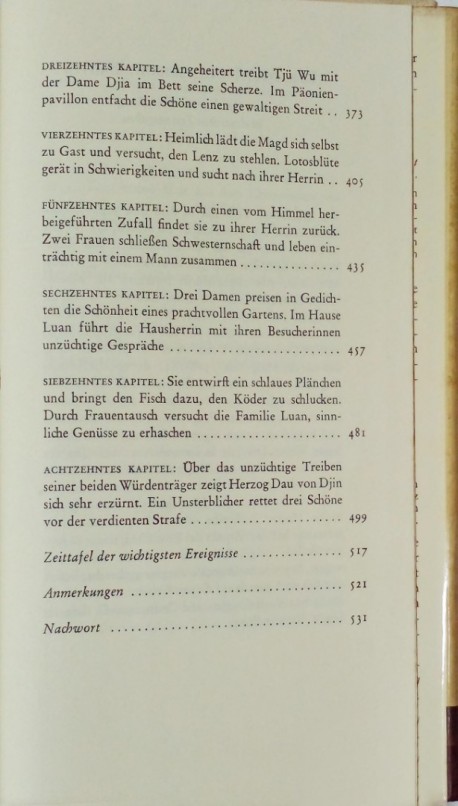 DREIZEHNTES KAPITEL: Angeheitert treibt Tjü Wu mit
der Dame Djia im Bett seine Scherze. Im Päonien-
pavillon entfacht die Schöne einen gewaltigen Streit .. 373
VIERZEHNTES KAPITEL: Heimlich lädt die Magd sich selbst
zu Gast und versucht, den Lenz zu stehlen. Lotosblüte
gerät in Schwierigkeiten und sucht nach ihrer Herrin .. 405
FÜNFZEHNTES KAPITEL: Durch einen vom Himmel her-
beigeführten Zufall findet sie zu ihrer Herrin zurück.
Zwei Frauen schließen Schwesternschaft und leben ein-
trächtig mit einem Mann zusammen ............... 435
SECHZEHNTES KAPITEL: Drei Damen preisen in Gedich-
ten die Schönheit eines prachtvollen Gartens. Im Hause
Luan führt die Hausherrin mit ihren Besucherinnen
unzüchtige Gespräche ......................... 457
SIEBZEHNTES KAPITEL: Sie entwirft ein schlaues Plänchen
und bringt den Fisch dazu, den Köder zu schlucken.
Durch Frauentausch versucht die Familie Luan, sinn-
liche Genüsse zu erhaschen ..................... 481
ACHTZEHNTES KAPITEL: Über das unzüchtige Treiben
seiner beiden Würdenträger zeigt Herzog Dau von Djin
sich sehr erzürnt. Ein Unsterblicher rettet drei Schöne
vor der verdienten Strafe ...................... 499
Zeittafel der wichtigsten Ereignisse ............... 517
Anmerkungen .............................. 521
Nachwort ................................. 531